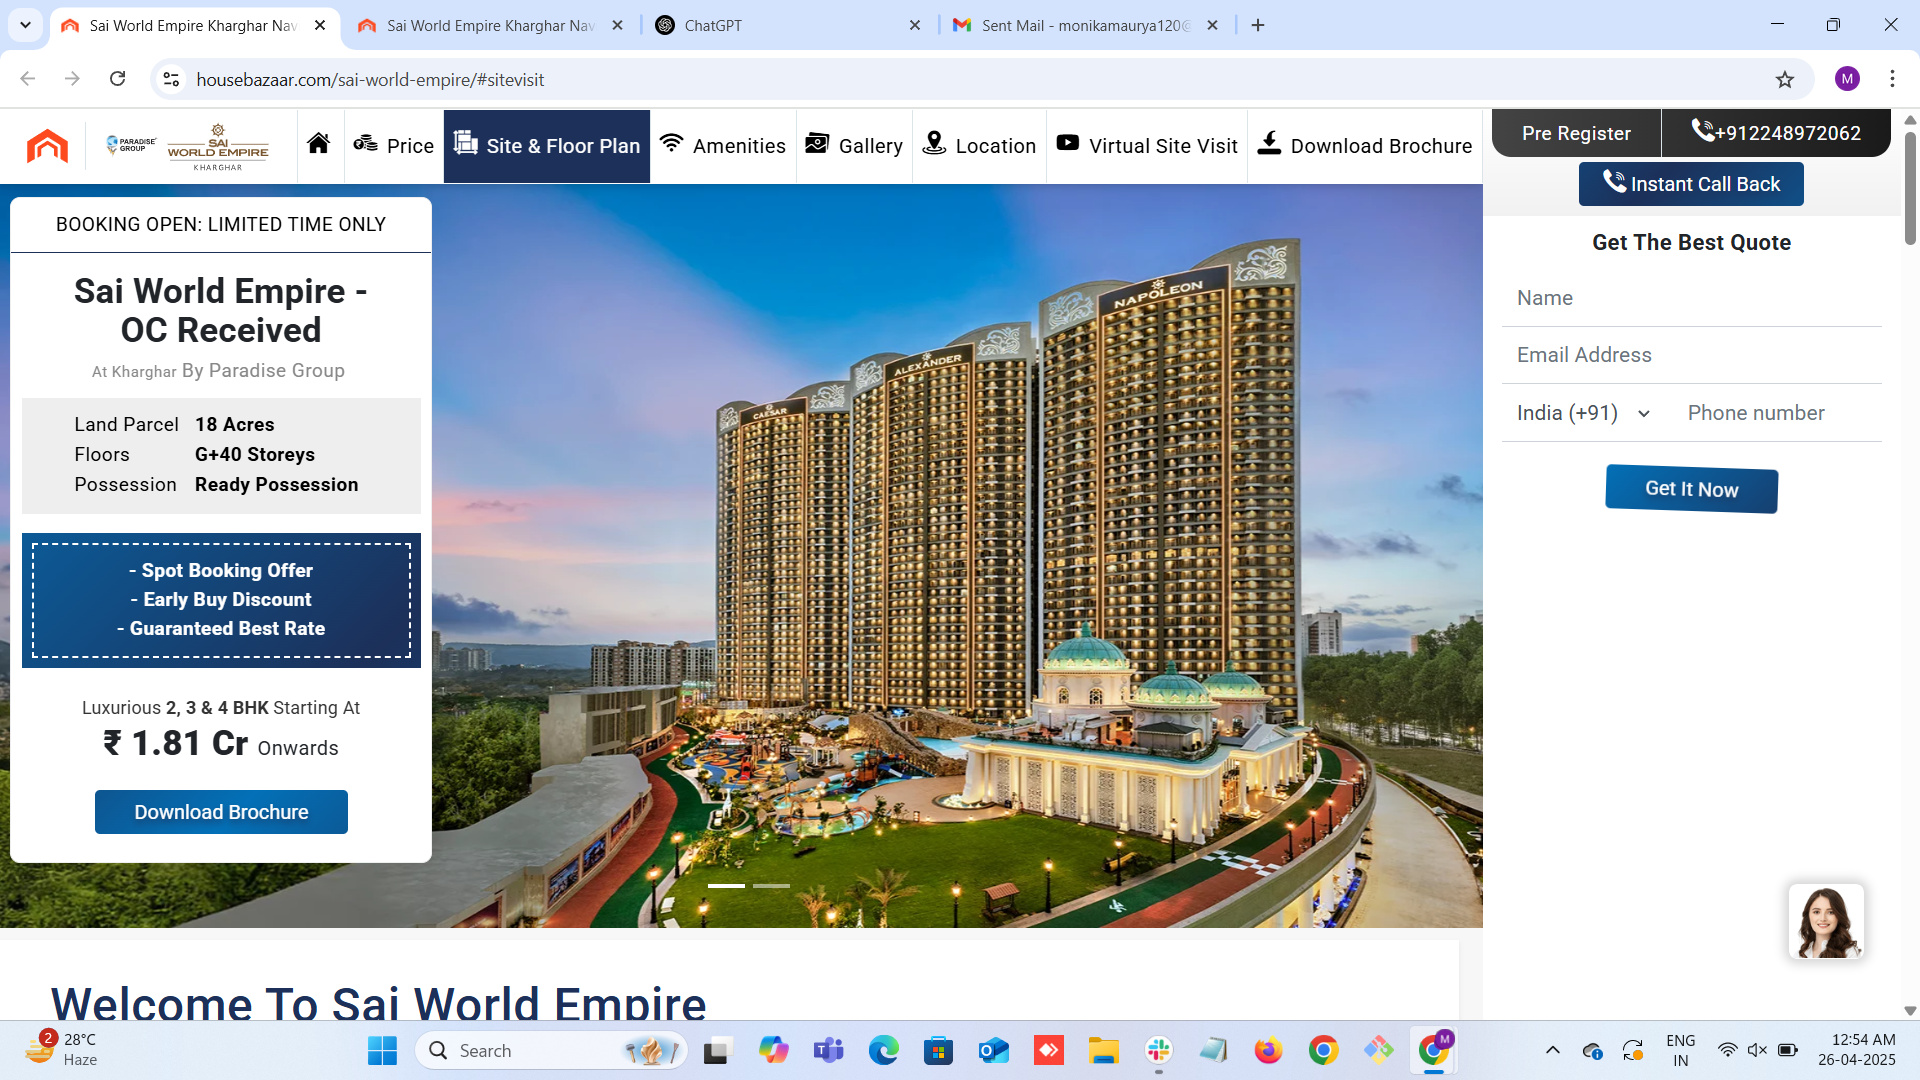 Sai World Empire Kharghar Nav
Sai World Empire Kharghar Nav
ChatGPT
Sent Mail - monikamaurya120@
housebazaar.com/sai-world-empire/#sitevisit
M
PARADISE
GROUP
SAI
WORLD EMPIRE
KHARGHAR
Price
Site & Floor Plan
Amenities
Gallery
Location
Virtual Site Visit
Download Brochure
Pre Register
+912248972062
Instant Call Back
BOOKING OPEN: LIMITED TIME ONLY
Sai World Empire -
OC Received
At Kharghar By Paradise Group
Land Parcel 18 Acres
Floors G+40 Storeys
Possession Ready Possession
- Spot Booking Offer
- Early Buy Discount
- Guaranteed Best Rate
Luxurious 2, 3 & 4 BHK Starting At
₹ 1.81 Cr Onwards
Download Brochure
CAESAR
ALEXANDER
NAPOLEON
Get The Best Quote
Name
Email Address
India (+91)
Phone number
Get It Now
Welcome To Sai World Empire
2
28°C
Haze
Search
M
ENG
IN
12:54 AM
26-04-2025